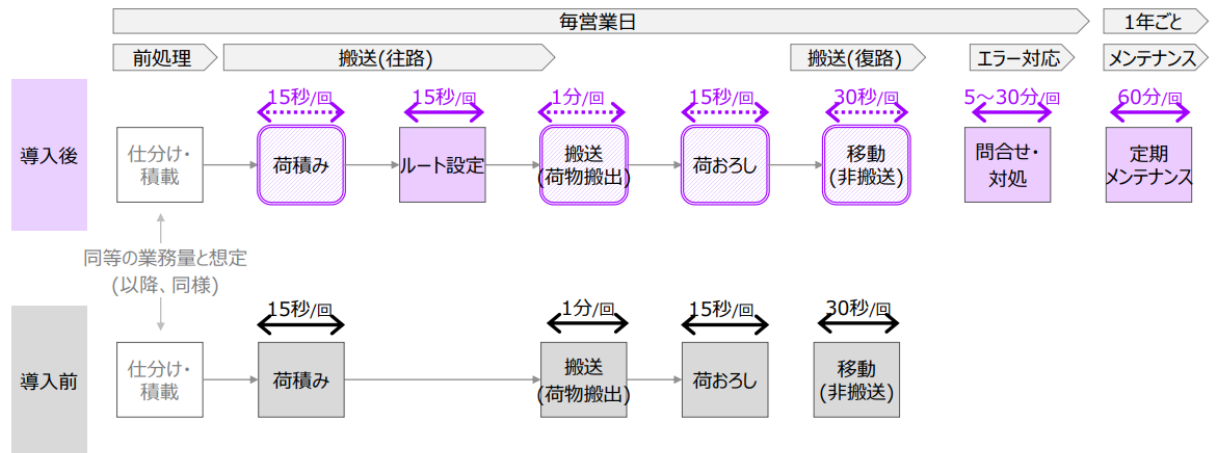 毎営業日
1年ごと
前処理
搬送(往路)
搬送(復路)
エラー対応
メンテナンス
導入後
15秒/回
15秒/回
1分/回
15秒/回
30秒/回
5～30分/回
60分/回
仕分け・
積載
荷積み
ルート設定
搬送
(荷物搬出)
荷おろし
移動
(非搬送)
問合せ・
対処
定期
メンテナンス
同等の業務量と想定
(以降、同様)
導入前
15秒/回
1分/回
15秒/回
30秒/回
仕分け・
積載
荷積み
搬送
(荷物搬出)
荷おろし
移動
(非搬送)